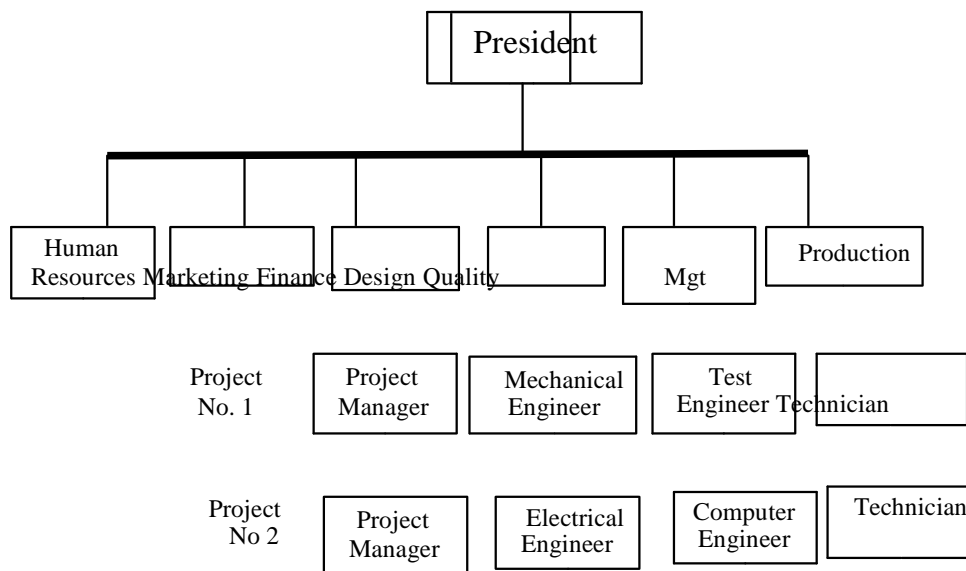 President
Human
Resources Marketing Finance Design Quality
Mgt
Production
Project
No. 1
Project
Manager
Mechanical
Engineer
Test
Engineer Technician
Project
No 2
Project
Manager
Electrical
Engineer
Computer
Engineer
Technician